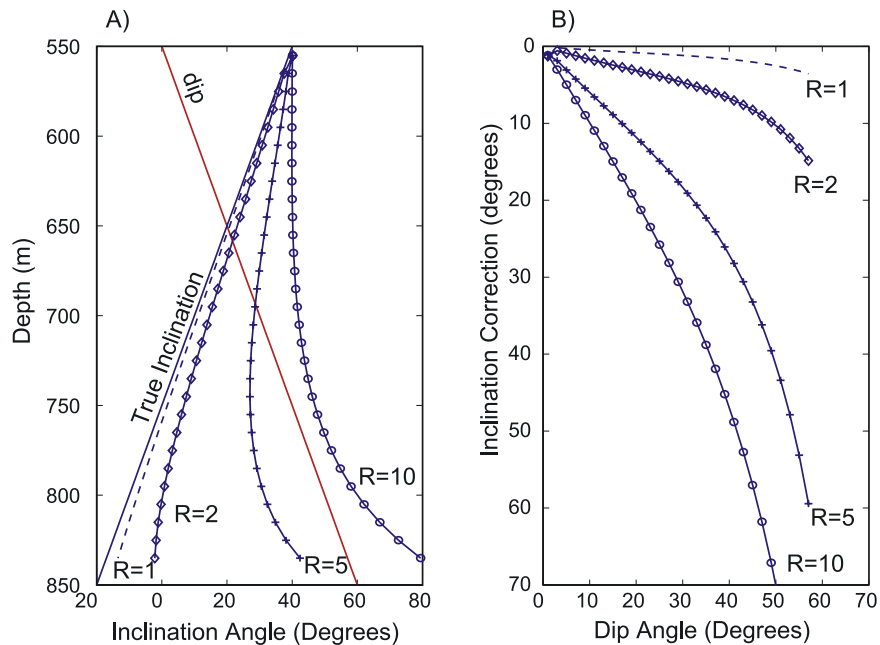 A)
550
600
650
700
750
800
850
Depth (m)
20
0
20
40
60
80
Inclination Angle (Degrees)
dip
True Inclination
R=1
R=2
R=5
R=10
B)
0
10
20
30
40
50
60
70
Inclination Correction (degrees)
0
10
20
30
40
50
60
70
Dip Angle (Degrees)
R=1
R=2
R=5
R=10